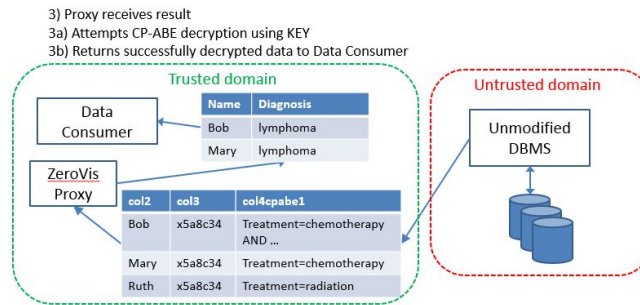 3) Proxy receives result
3a) Attempts CP-ABE decryption using KEY
3b) Returns successfully decrypted data to Data Consumer
Trusted domain
Untrusted domain
Data
Consumer
Name Diagnosis
Bob lymphoma
Mary lymphoma
Unmodified
DBMS
ZeroVis
Proxy
col2 col3 col4cpabe1
Bob x5a8c34 Treatment=chemotherapy
AND ...
Mary x5a8c34 Treatment=chemotherapy
Ruth x5a8c34 Treatment=radiation